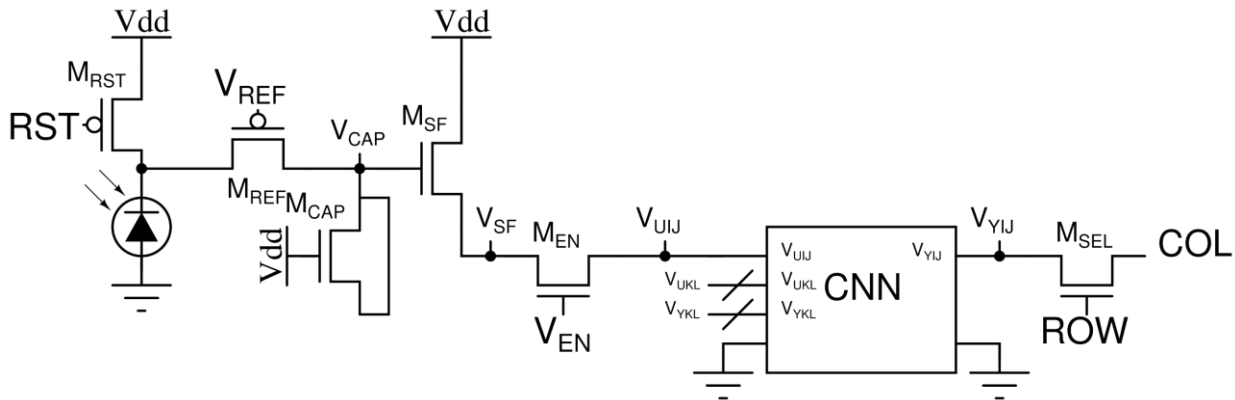 Vdd
Vdd
M_RST
V_REF
M_SF
RST
V_CAP
M_REF
M_CAP
Vdd
V_SF
M_EN
V_UIJ
V_YIJ
M_SEL
COL
V_UIJ
V_YIJ
V_UKL
V_UKL
CNN
V_YKL
V_YKL
V_EN
ROW